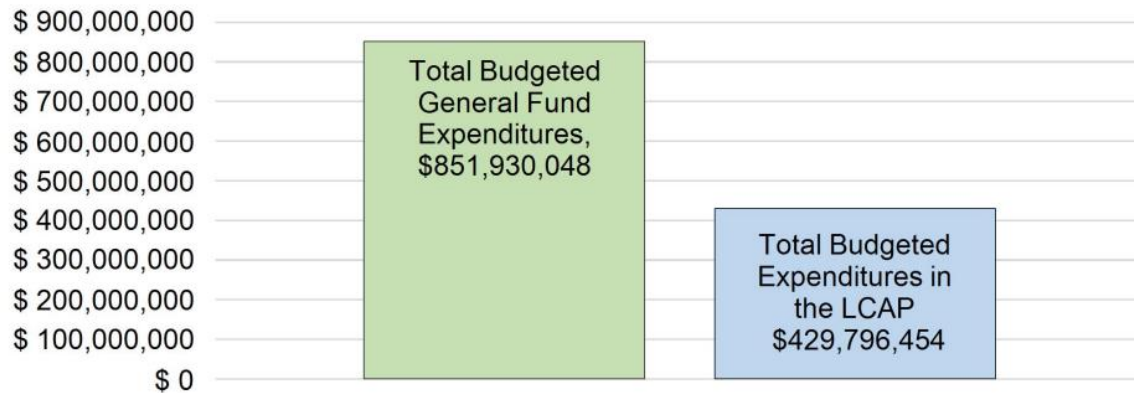 $ 900,000,000
$ 800,000,000
$ 700,000,000
$ 600,000,000
$ 500,000,000
$ 400,000,000
$ 300,000,000
$ 200,000,000
$ 100,000,000
$ 0
Total Budgeted
General Fund
Expenditures,
$851,930,048
Total Budgeted
Expenditures in
the LCAP
$429,796,454